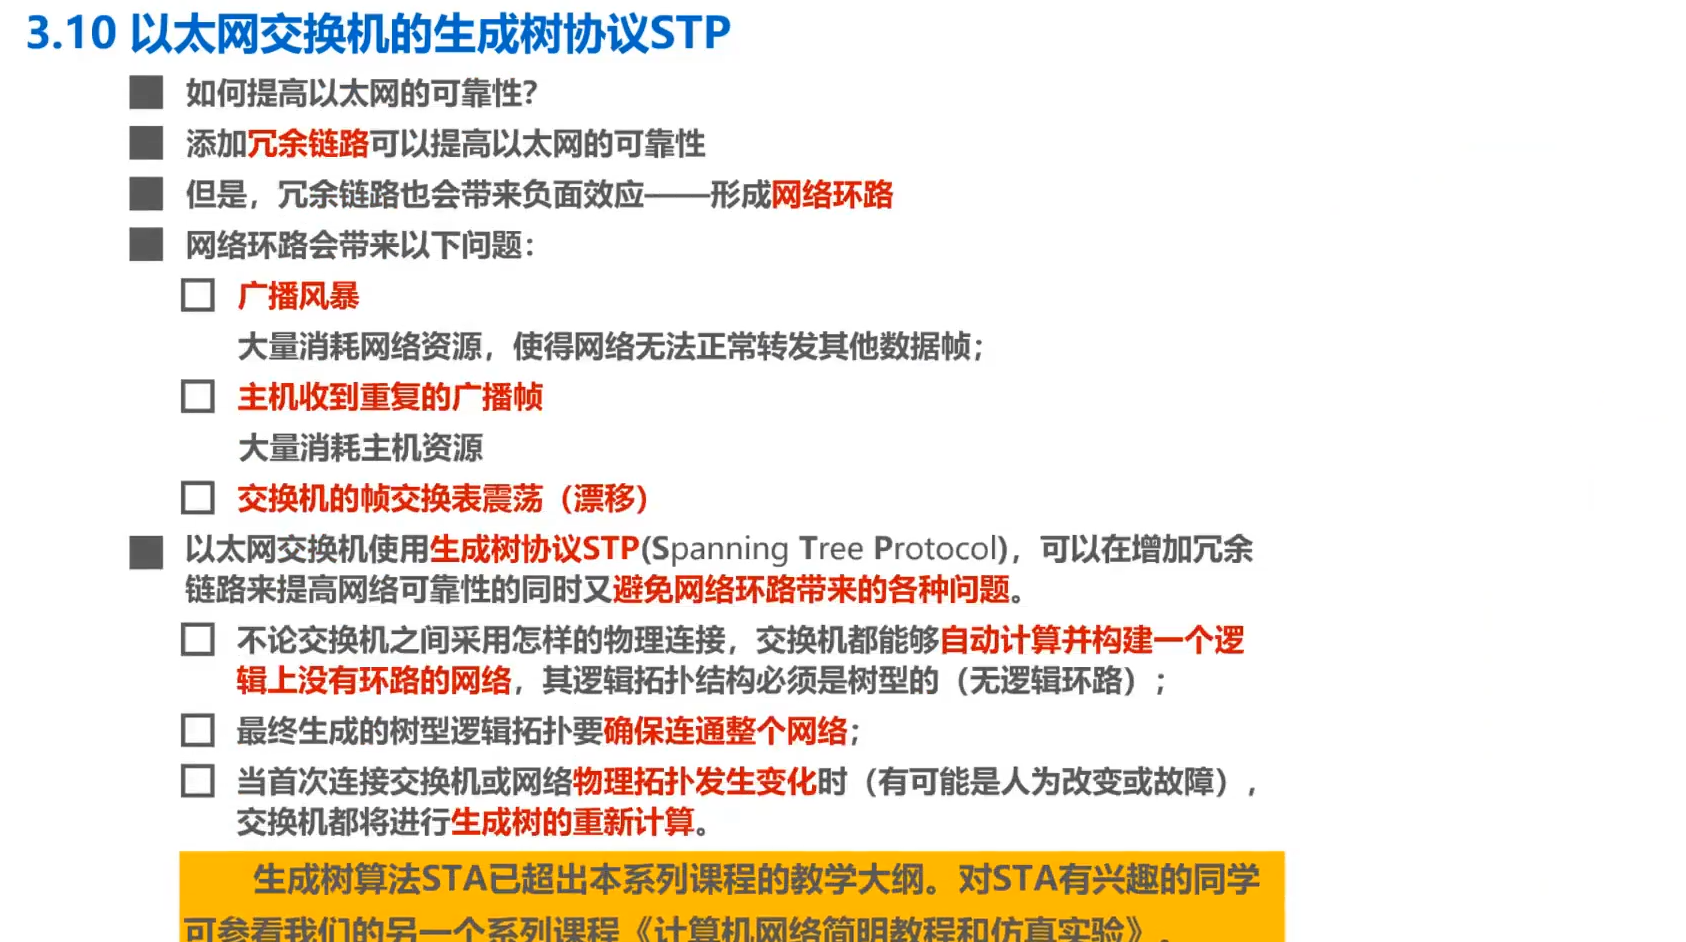 3.10 以太网交换机的生成树协议STP
如何提高以太网的可靠性?
添加冗余链路可以提高以太网的可靠性
但是，冗余链路也会带来负面效应——形成网络环路
网络环路会带来以下问题：
广播风暴
大量消耗网络资源，使得网络无法正常转发其他数据帧；
主机收到重复的广播帧
大量消耗主机资源
交换机的帧交换表震荡（漂移）
以太网交换机使用生成树协议STP(Spanning Tree Protocol)，可以在增加冗余
链路来提高网络可靠性的同时又避免网络环路带来的各种问题。
不论交换机之间采用怎样的物理连接，交换机都能够自动计算并构建一个逻
辑上没有环路的网络，其逻辑拓扑结构必须是树型的（无逻辑环路）；
最终生成的树型逻辑拓扑要确保连通整个网络；
当首次连接交换机或网络物理拓扑发生变化时（有可能是人为改变或故障），
交换机都将进行生成树的重新计算。
生成树算法STA已超出本系列课程的教学大纲。对STA有兴趣的同学
可参看我们的另一个系列课程《计算机网络简明教程和仿真实验》。